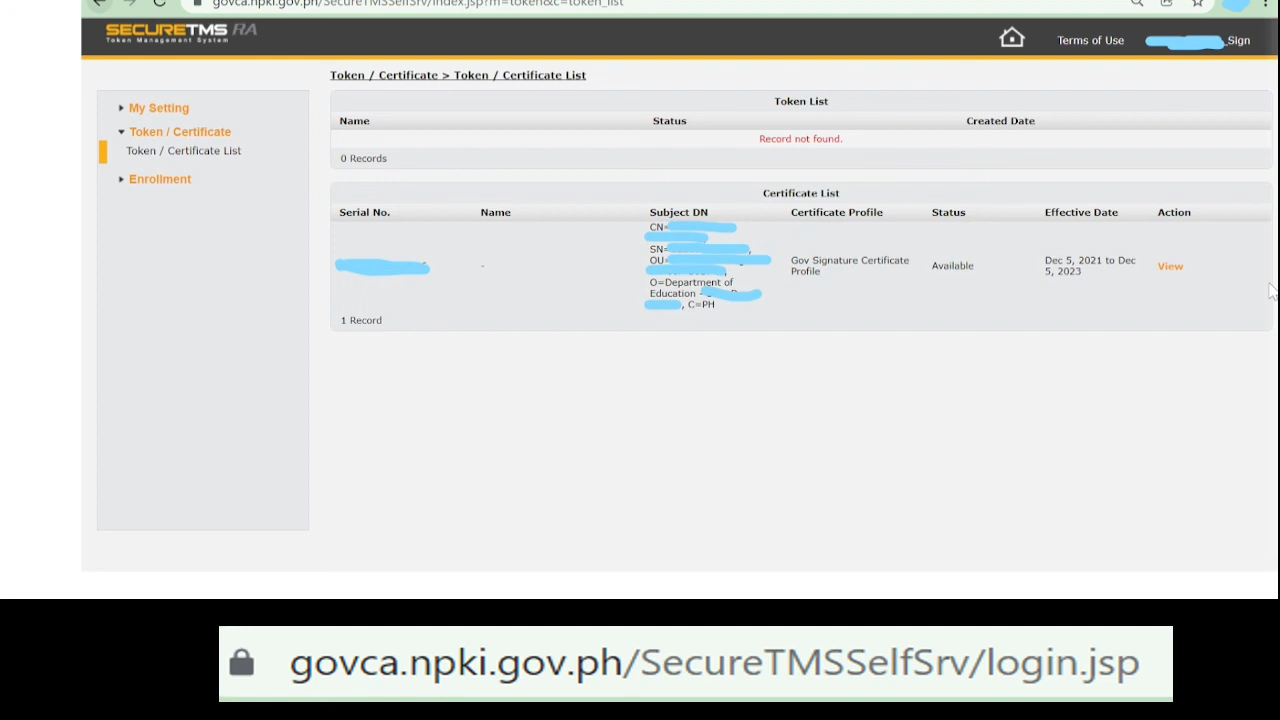 govca.npki.gov.ph/SecureTMSSelfSrv/index.jsp?m=token&c=token_list
SECURETMS RA
Token Management System
Terms of Use
_Sign
Token / Certificate > Token / Certificate List
My Setting
Token / Certificate
Token / Certificate List
Enrollment
Token List
Name Status Created Date
Record not found.
0 Records
Certificate List
Serial No. Name Subject DN Certificate Profile Status Effective Date Action
CN=
SN=
OU=
O=Department of
Education -
, C=PH
-
Gov Signature Certificate
Profile
Available
Dec 5, 2021 to Dec
5, 2023
View
1 Record
govca.npki.gov.ph/SecureTMSSelfSrv/login.jsp